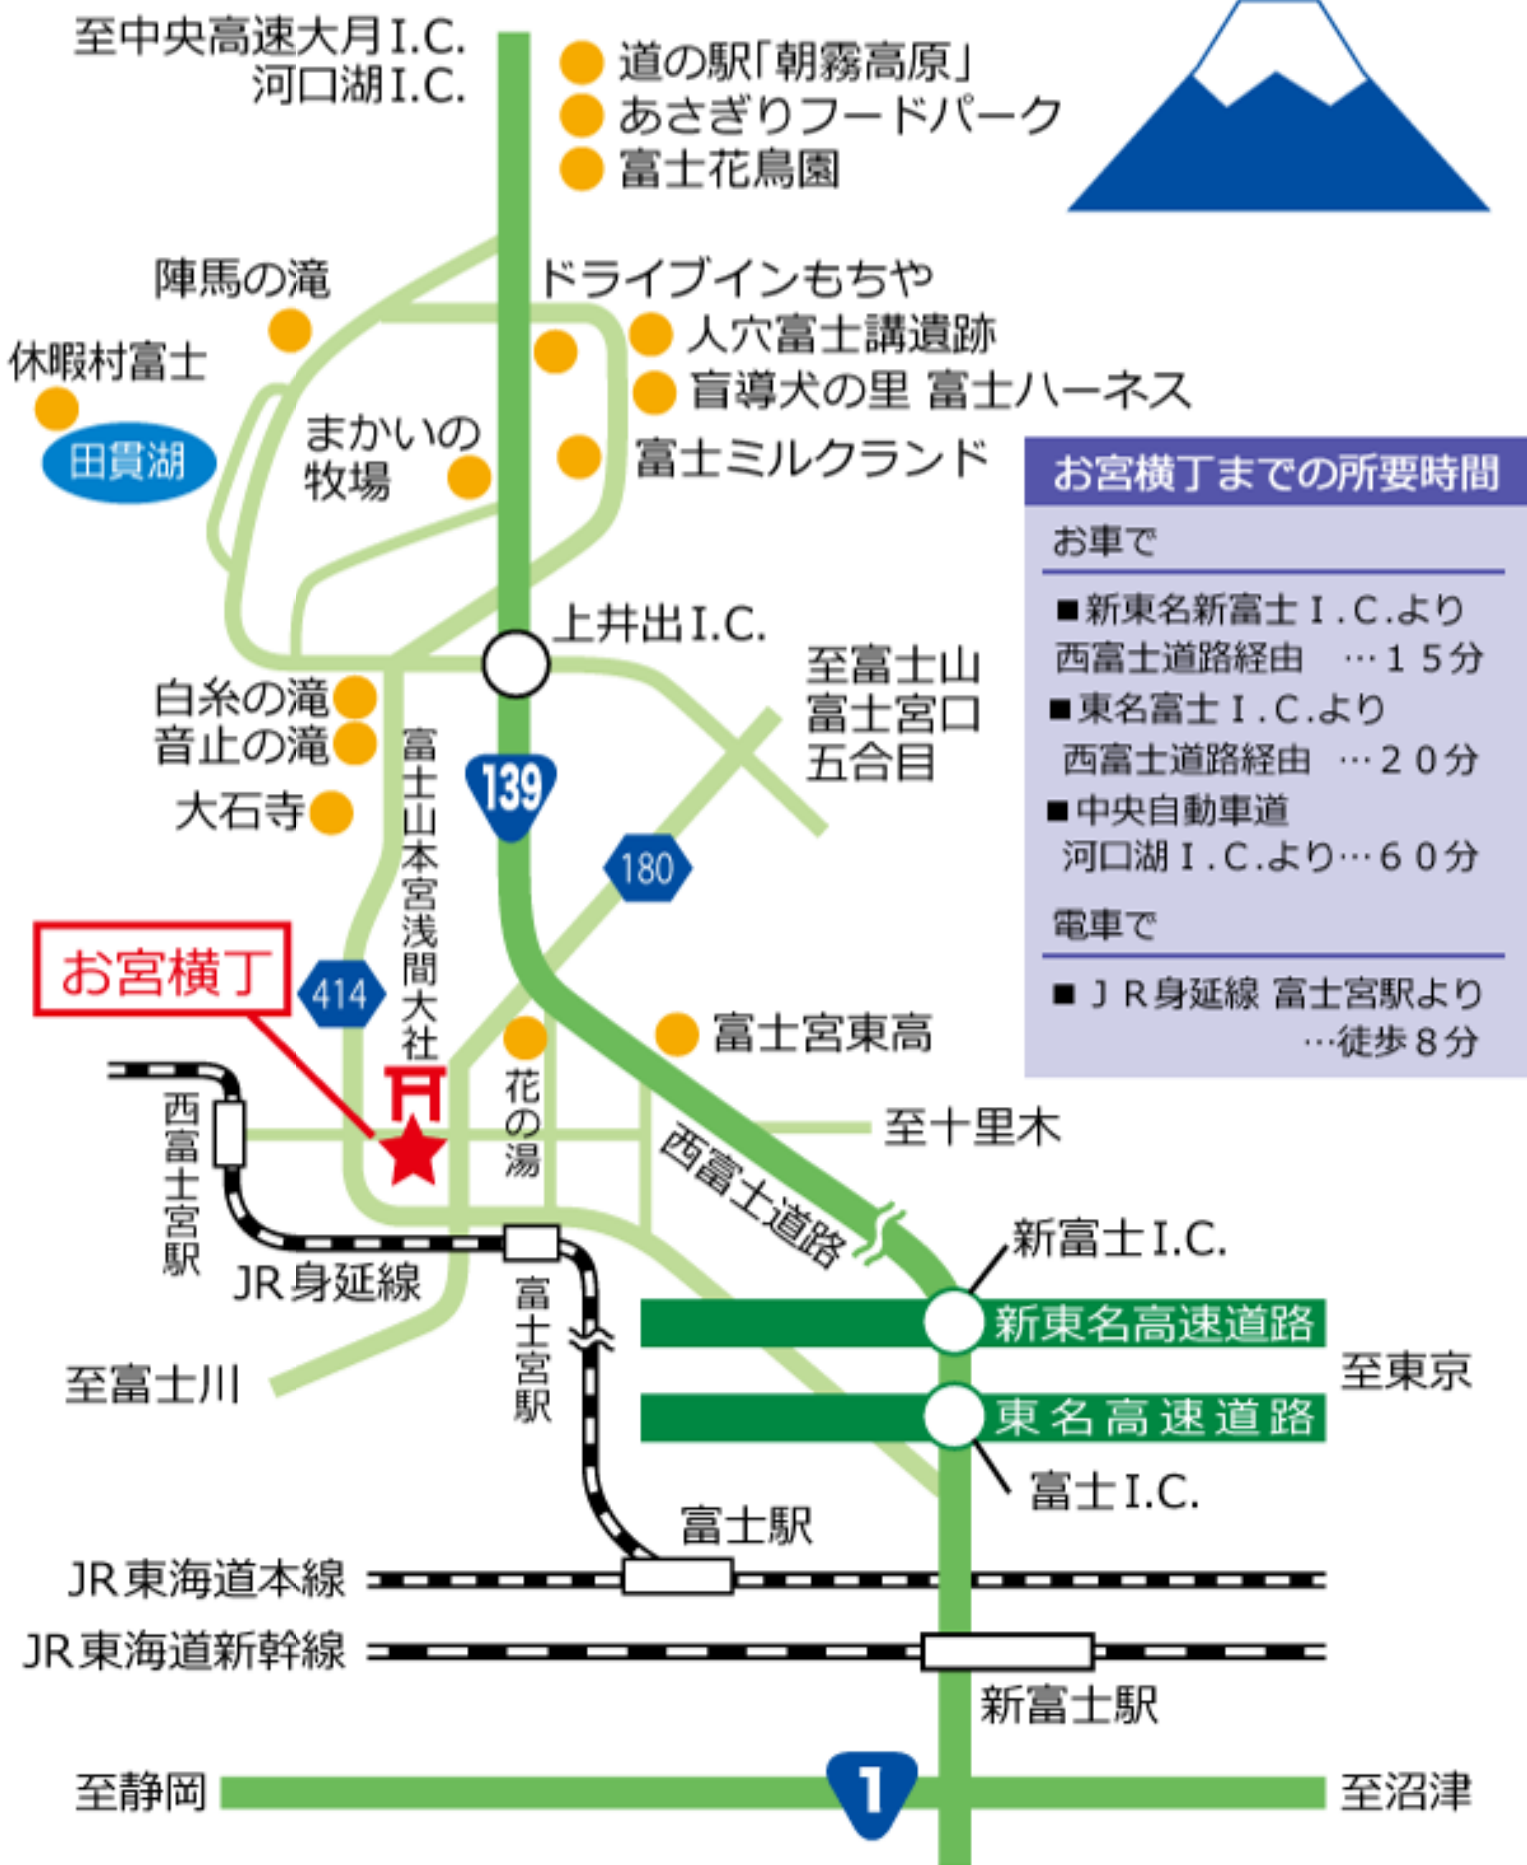 至中央高速大月I.C.
河口湖I.C.
道の駅「朝霧高原」
あさぎりフードパーク
富士花鳥園
陣馬の滝
ドライブインもちや
人穴富士講遺跡
休暇村富士
盲導犬の里 富士ハーネス
田貫湖
まかいの
牧場
富士ミルクランド
お宮横丁までの所要時間
お車で
■新東名新富士I.C.より
西富士道路経由 …15分
■東名富士I.C.より
西富士道路経由 …20分
■中央自動車道
河口湖I.C.より…60分
電車で
■JR身延線 富士宮駅より
…徒歩8分
上井出I.C.
至富士山
富士宮口
五合目
白糸の滝
音止の滝
大石寺
富士山本宮浅間大社
139
180
お宮横丁
414
富士宮東高
花の湯
西富士宮駅
至十里木
西富士道路
新富士I.C.
JR身延線
富士宮駅
新東名高速道路
至富士川
至東京
東名高速道路
富士I.C.
富士駅
JR東海道本線
JR東海道新幹線
新富士駅
至静岡
1
至沼津